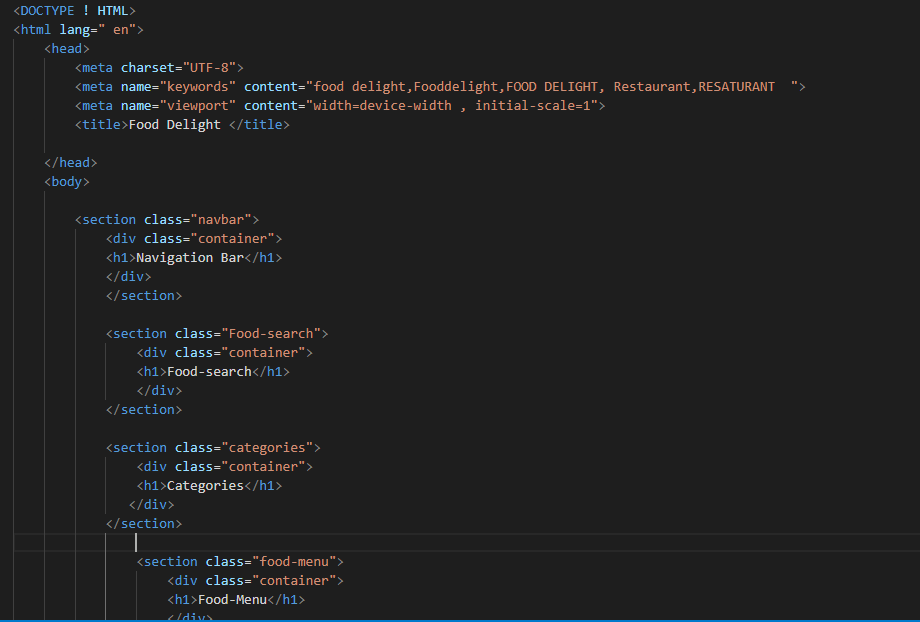 <DOCTYPE ! HTML>
<html lang=" en">
<head>
<meta charset="UTF-8">
<meta name="keywords" content="food delight,Fooddelight,FOOD DELIGHT, Restaurant,RESATURANT  ">
<meta name="viewport" content="width=device-width , initial-scale=1">
<title>Food Delight </title>
</head>
<body>
<section class="navbar">
<div class="container">
<h1>Navigation Bar</h1>
</div>
</section>
<section class="Food-search">
<div class="container">
<h1>Food-search</h1>
</div>
</section>
<section class="categories">
<div class="container">
<h1>Categories</h1>
</div>
</section>
<section class="food-menu">
<div class="container">
<h1>Food-Menu</h1>
</div>